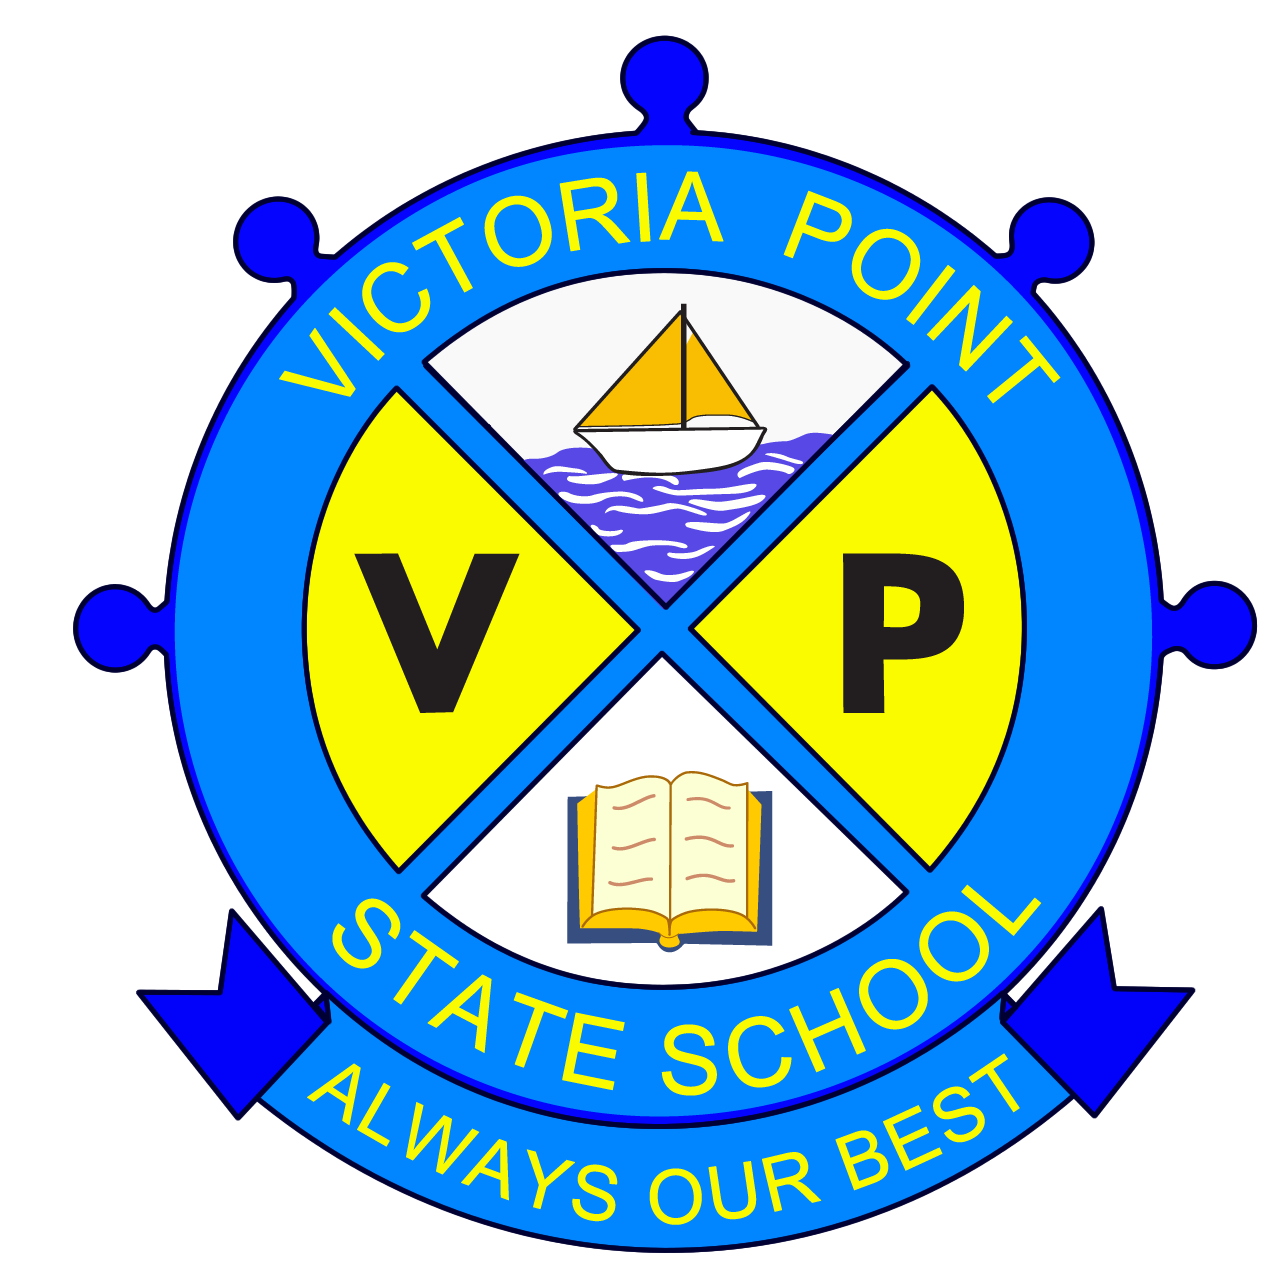 VICTORIA POINT
V P
STATE SCHOOL
ALWAYS OUR BEST